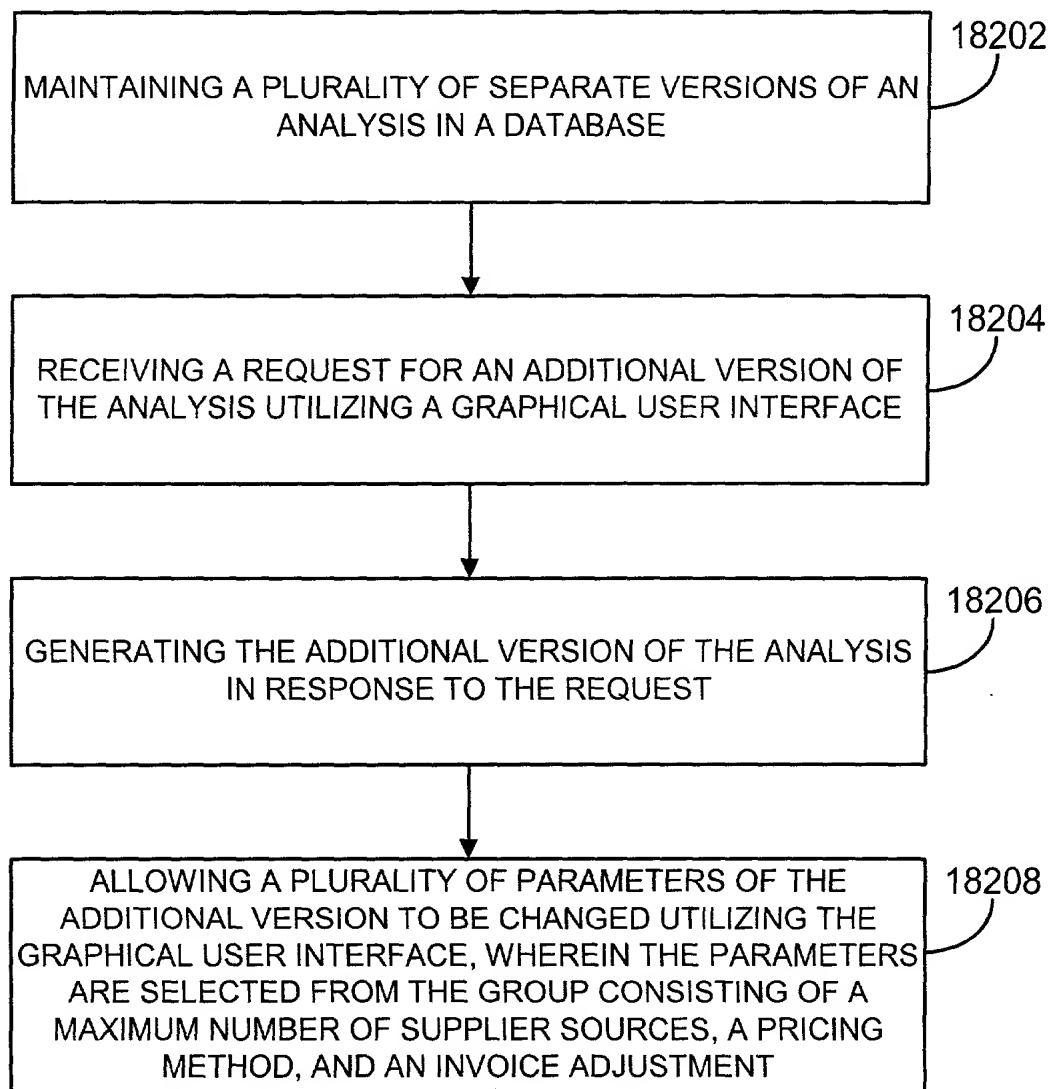 18202
MAINTAINING A PLURALITY OF SEPARATE VERSIONS OF AN
ANALYSIS IN A DATABASE
18204
RECEIVING A REQUEST FOR AN ADDITIONAL VERSION OF
THE ANALYSIS UTILIZING A GRAPHICAL USER INTERFACE
18206
GENERATING THE ADDITIONAL VERSION OF THE ANALYSIS
IN RESPONSE TO THE REQUEST
18208
ALLOWING A PLURALITY OF PARAMETERS OF THE
ADDITIONAL VERSION TO BE CHANGED UTILIZING THE
GRAPHICAL USER INTERFACE, WHEREIN THE PARAMETERS
ARE SELECTED FROM THE GROUP CONSISTING OF A
MAXIMUM NUMBER OF SUPPLIER SOURCES, A PRICING
METHOD, AND AN INVOICE ADJUSTMENT